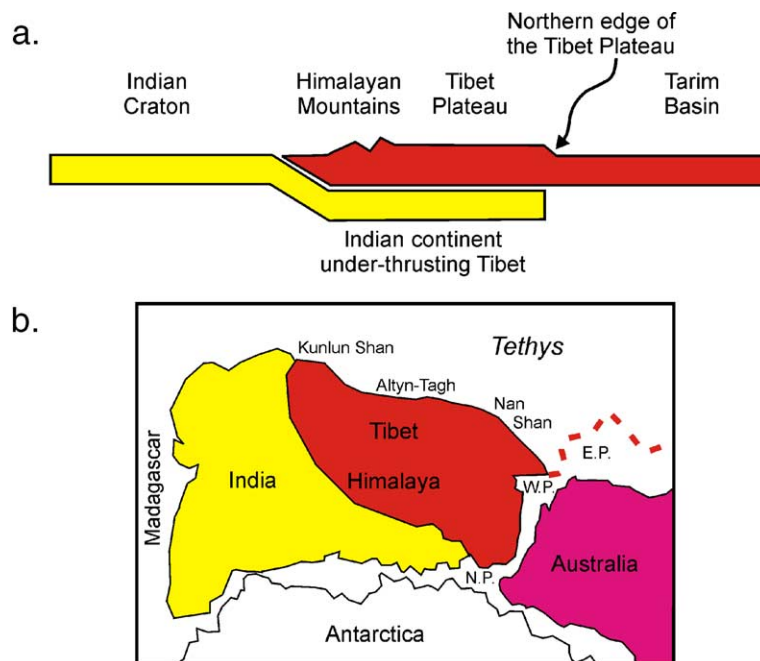 a.
Northern edge of
the Tibet Plateau
Indian
Craton
Himalayan
Mountains
Tibet
Plateau
Tarim
Basin
Indian continent
under-thrusting Tibet
b.
Kunlun Shan
Tethys
Altyn-Tagh
Nan
Shan
Tibet
E.P.
Madagascar
India
Himalaya
W.P.
Australia
N.P.
Antarctica